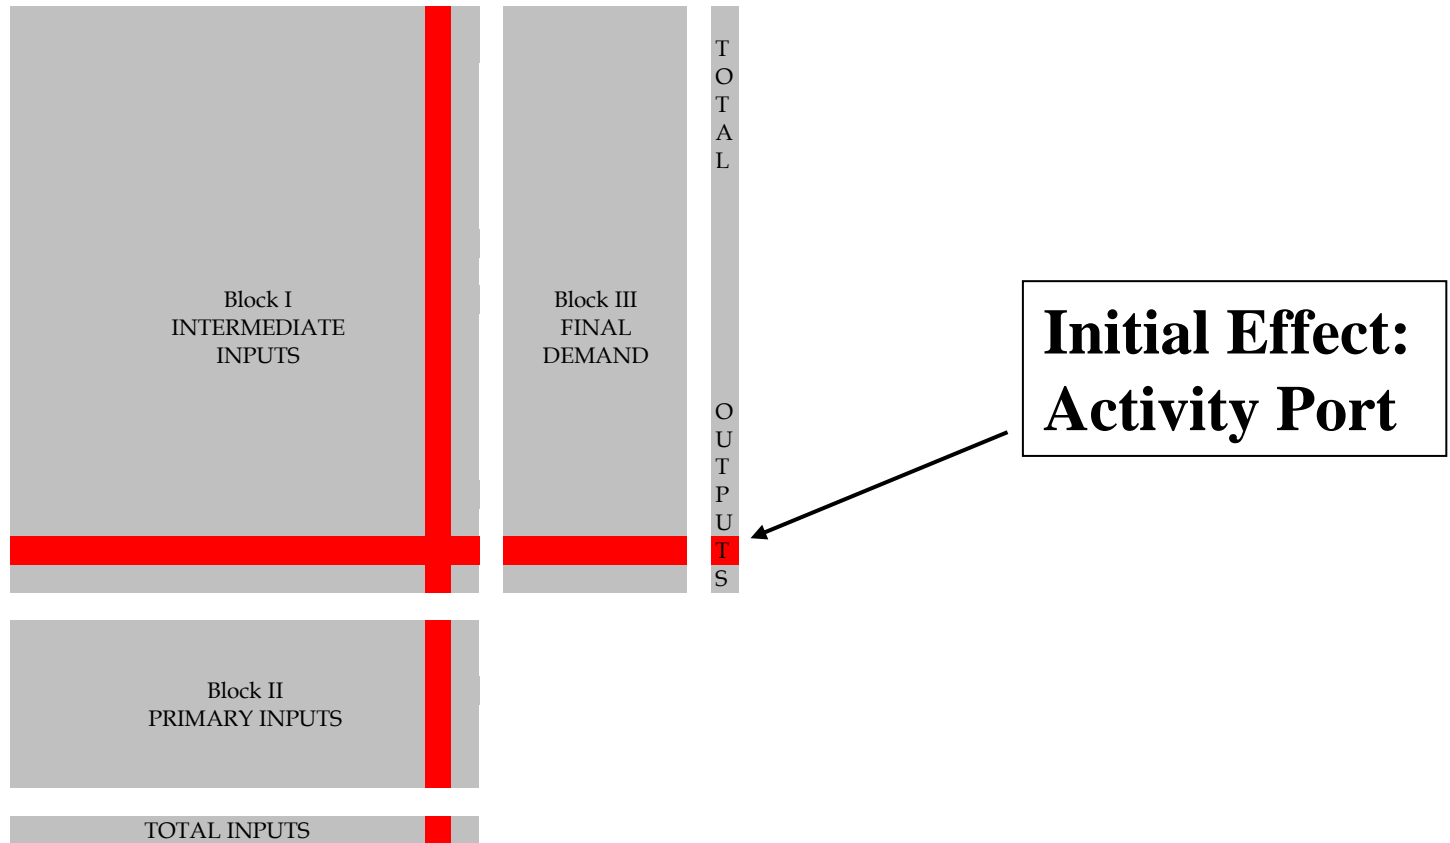 Block I
INTERMEDIATE
INPUTS
Block III
FINAL
DEMAND
T
O
T
A
L
O
U
T
P
U
T
S
Initial Effect:
Activity Port
Block II
PRIMARY INPUTS
TOTAL INPUTS